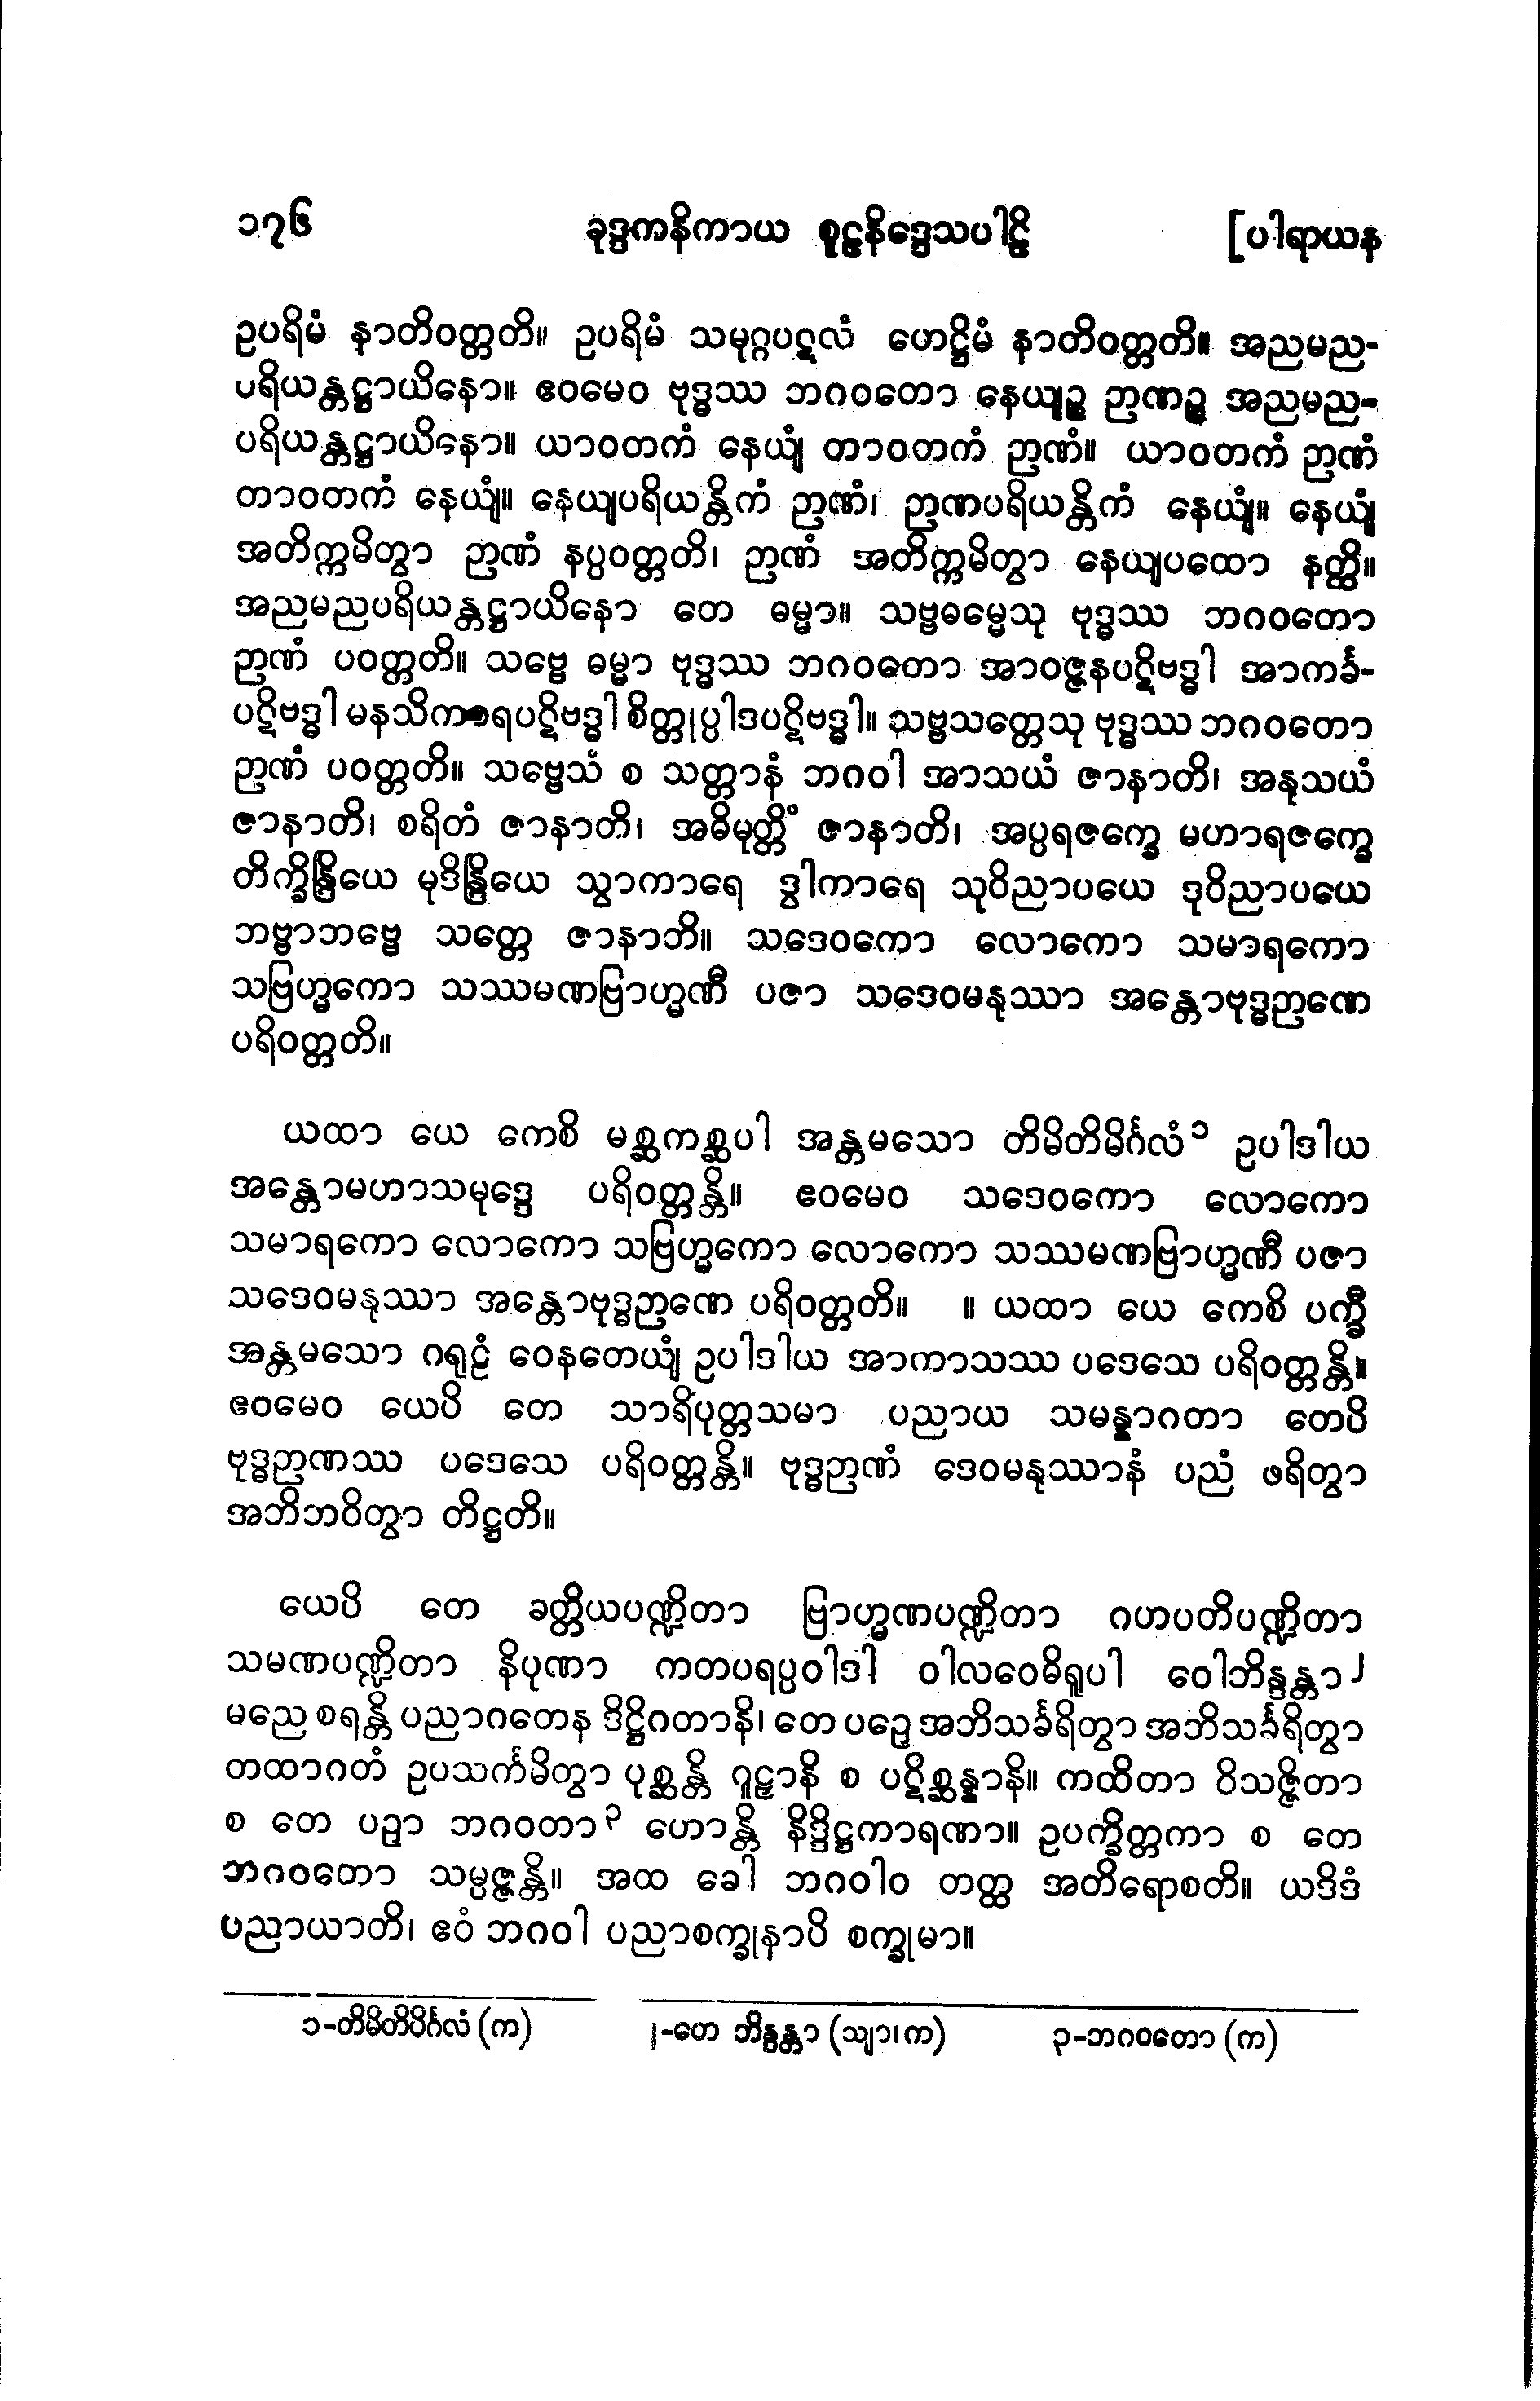 ၁၇၆ ခုဒ္ဒကနိကာယ စူဠနိဒ္ဒေသပါဠိ [ပါရာယန
ဥပရိမံ နာတိဝတ္တတိ။ ဥပရိမံ သမုဂ္ဂပဋလံ ဟေဋ္ဌိမံ နာတိဝတ္တတိ။ အညမည-
ပရိယန္တဋ္ဌာယိနော။ ဧဝမေဝ ဗုဒ္ဓဿ ဘဂဝတော နေယျဉ္စ ဉာဏဉ္စ အညမည-
ပရိယန္တဋ္ဌာယိနော။ ယာဝတကံ နေယျံ တာဝတကံ ဉာဏံ။ ယာဝတကံ ဉာဏံ
တာဝတကံ နေယျံ။ နေယျပရိယန္တိကံ ဉာဏံ၊ ဉာဏပရိယန္တိကံ နေယျံ။ နေယျံ
အတိက္ကမိတွာ ဉာဏံ နပ္ပဝတ္တတိ၊ ဉာဏံ အတိက္ကမိတွာ နေယျပထော နတ္ထိ။
အညမညပရိယန္တဋ္ဌာယိနော တေ ဓမ္မာ။ သဗ္ဗဓမ္မေသု ဗုဒ္ဓဿ ဘဂဝတော
ဉာဏံ ပဝတ္တတိ။ သဗ္ဗေ ဓမ္မာ ဗုဒ္ဓဿ ဘဂဝတော အာဝဇ္ဇနပဋိဗဒ္ဓါ အာကင်္ခ-
ပဋိဗဒ္ဓါ မနသိကာရပဋိဗဒ္ဓါ စိတ္တုပ္ပါဒပဋိဗဒ္ဓါ။ သဗ္ဗသတ္တေသု ဗုဒ္ဓဿ ဘဂဝတော
ဉာဏံ ပဝတ္တတိ။ သဗ္ဗေသံ စ သတ္တာနံ ဘဂဝါ အာသယံ ဇာနာတိ၊ အနုသယံ
ဇာနာတိ၊ စရိတံ ဇာနာတိ၊ အဓိမုတ္တိံ ဇာနာတိ၊ အပ္ပရဇက္ခေ မဟာရဇက္ခေ
တိက္ခိန္ဒြိယေ မုဒိန္ဒြိယေ သွာကာရေ ဒွါကာရေ သုဝိညာပယေ ဒုဝိညာပယေ
ဘဗ္ဗာဘဗ္ဗေ သတ္တေ ဇာနာတိ။ သဒေဝကော လောကော သမာရကော
သဗြဟ္မကော သဿမဏဗြာဟ္မဏီ ပဇာ သဒေဝမနုဿာ အန္တောဗုဒ္ဓဉာဏေ
ပရိဝတ္တတိ။
ယထာ ယေ ကေစိ မစ္ဆကစ္ဆပါ အန္တမသော တိမိတိမိင်္ဂလံ၁ ဥပါဒါယ
အန္တောမဟာသမုဒ္ဒေ ပရိဝတ္တန္တိ။ ဧဝမေဝ သဒေဝကော လောကော
သမာရကော လောကော သဗြဟ္မကော လောကော သဿမဏဗြာဟ္မဏီ ပဇာ
သဒေဝမနုဿာ အန္တောဗုဒ္ဓဉာဏေ ပရိဝတ္တတိ။ ။ ယထာ ယေ ကေစိ ပက္ခီ
အန္တမသော ဂရုဠံ ဝေနတေယျံ ဥပါဒါယ အာကာသဿ ပဒေသေ ပရိဝတ္တန္တိ။
ဧဝမေဝ ယေပိ တေ သာရိပုတ္တသမာ ပညာယ သမန္နာဂတာ တေပိ
ဗုဒ္ဓဉာဏဿ ပဒေသေ ပရိဝတ္တန္တိ။ ဗုဒ္ဓဉာဏံ ဒေဝမနုဿာနံ ပညံ ဖရိတွာ
အဘိဘဝိတွာ တိဋ္ဌတိ။
ယေပိ တေ ခတ္တိယပဏ္ဍိတာ ဗြာဟ္မဏပဏ္ဍိတာ ဂဟပတိပဏ္ဍိတာ
သမဏပဏ္ဍိတာ နိပုဏာ ကတပရပ္ပဝါဒါ ဝါလဝေဓိရူပါ ဝေါဘိန္ဒန္တာ၂
မညေ စရန္တိ ပညာဂတေန ဒိဋ္ဌိဂတာနိ၊ တေ ပဉှေ အဘိသင်္ခရိတွာ အဘိသင်္ခရိတွာ
တထာဂတံ ဥပသင်္ကမိတွာ ပုစ္ဆန္တိ ဂူဠှာနိ စ ပဋိစ္ဆန္နာနိ။ ကထိတာ ဝိသဇ္ဇိတာ
စ တေ ပဉှာ ဘဂဝတာ၃ ဟောန္တိ နိဒ္ဒိဋ္ဌကာရဏာ။ ဥပက္ခိတ္တကာ စ တေ
ဘဂဝတော သမ္ပဇ္ဇန္တိ။ အထ ခေါ ဘဂဝါဝ တတ္ထ အတိရောစတိ။ ယဒိဒံ
ပညာယာတိ၊ ဧဝံ ဘဂဝါ ပညာစက္ခုနာပိ စက္ခုမာ။
၁-တိမိတိပိင်္ဂလံ (က) ၂-တေ ဘိန္ဒန္တာ (သျာ၊က) ၃-ဘဂဝတော (က)